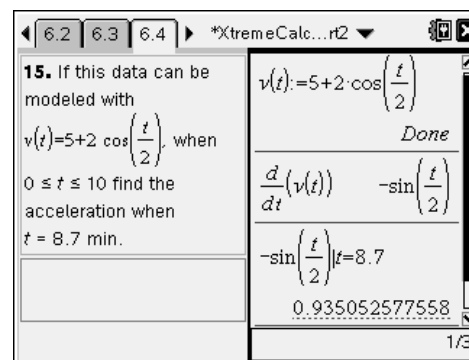 6.2 6.3 6.4 *XtremeCalc...rt2
15. If this data can be
modeled with
v(t)=5+2 cos(t/2), when
0 ≤ t ≤ 10 find the
acceleration when
t = 8.7 min.
v(t):=5+2·cos(t/2)
Done
d/dt(v(t)) -sin(t/2)
-sin(t/2)|t=8.7
0.935052577558
1/3